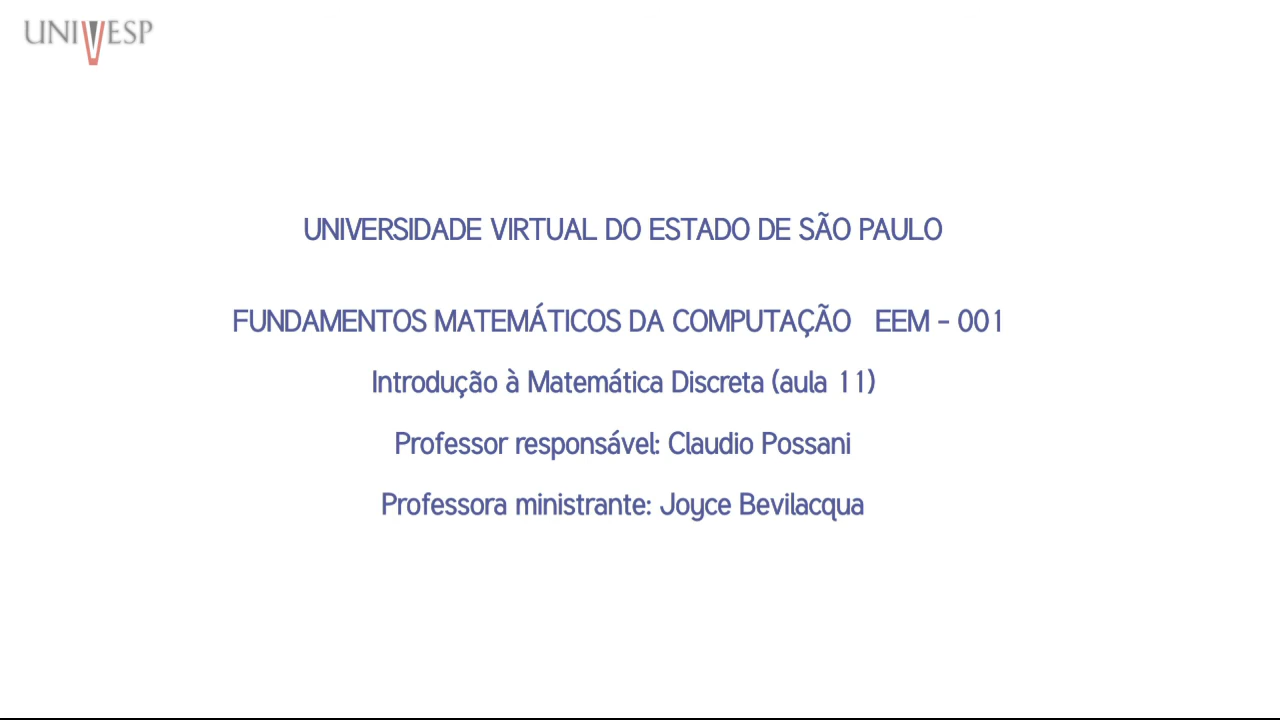 UNIVESP
UNIVERSIDADE VIRTUAL DO ESTADO DE SÃO PAULO
FUNDAMENTOS MATEMÁTICOS DA COMPUTAÇÃO EEM - 001
Introdução à Matemática Discreta (aula 11)
Professor responsável: Claudio Possani
Professora ministrante: Joyce Bevilacqua